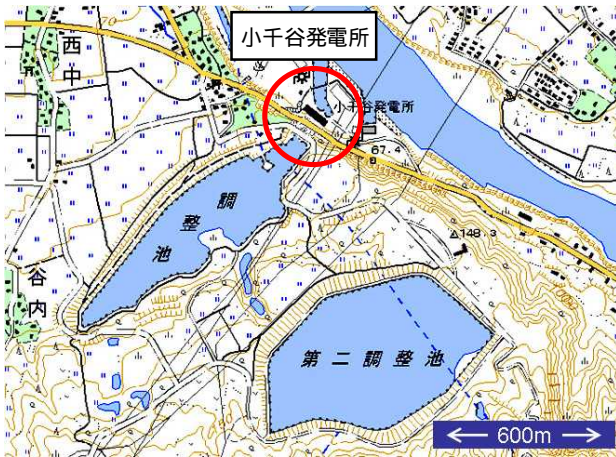 小千谷発電所
西中
小千谷発電所
67.4
調整池
148.3
谷内
第二調整池
← 600m →